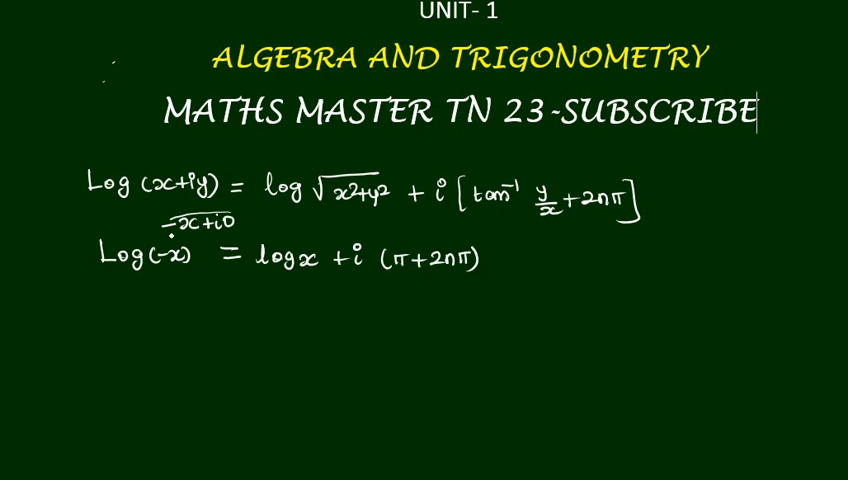 UNIT- 1
ALGEBRA AND TRIGONOMETRY
MATHS MASTER TN 23-SUBSCRIBE
Log (x+iy) = log √(x²+y²) + i [tan⁻¹ y/x + 2nπ]
-x+i0
Log(-x) = log x + i (π+2nπ)